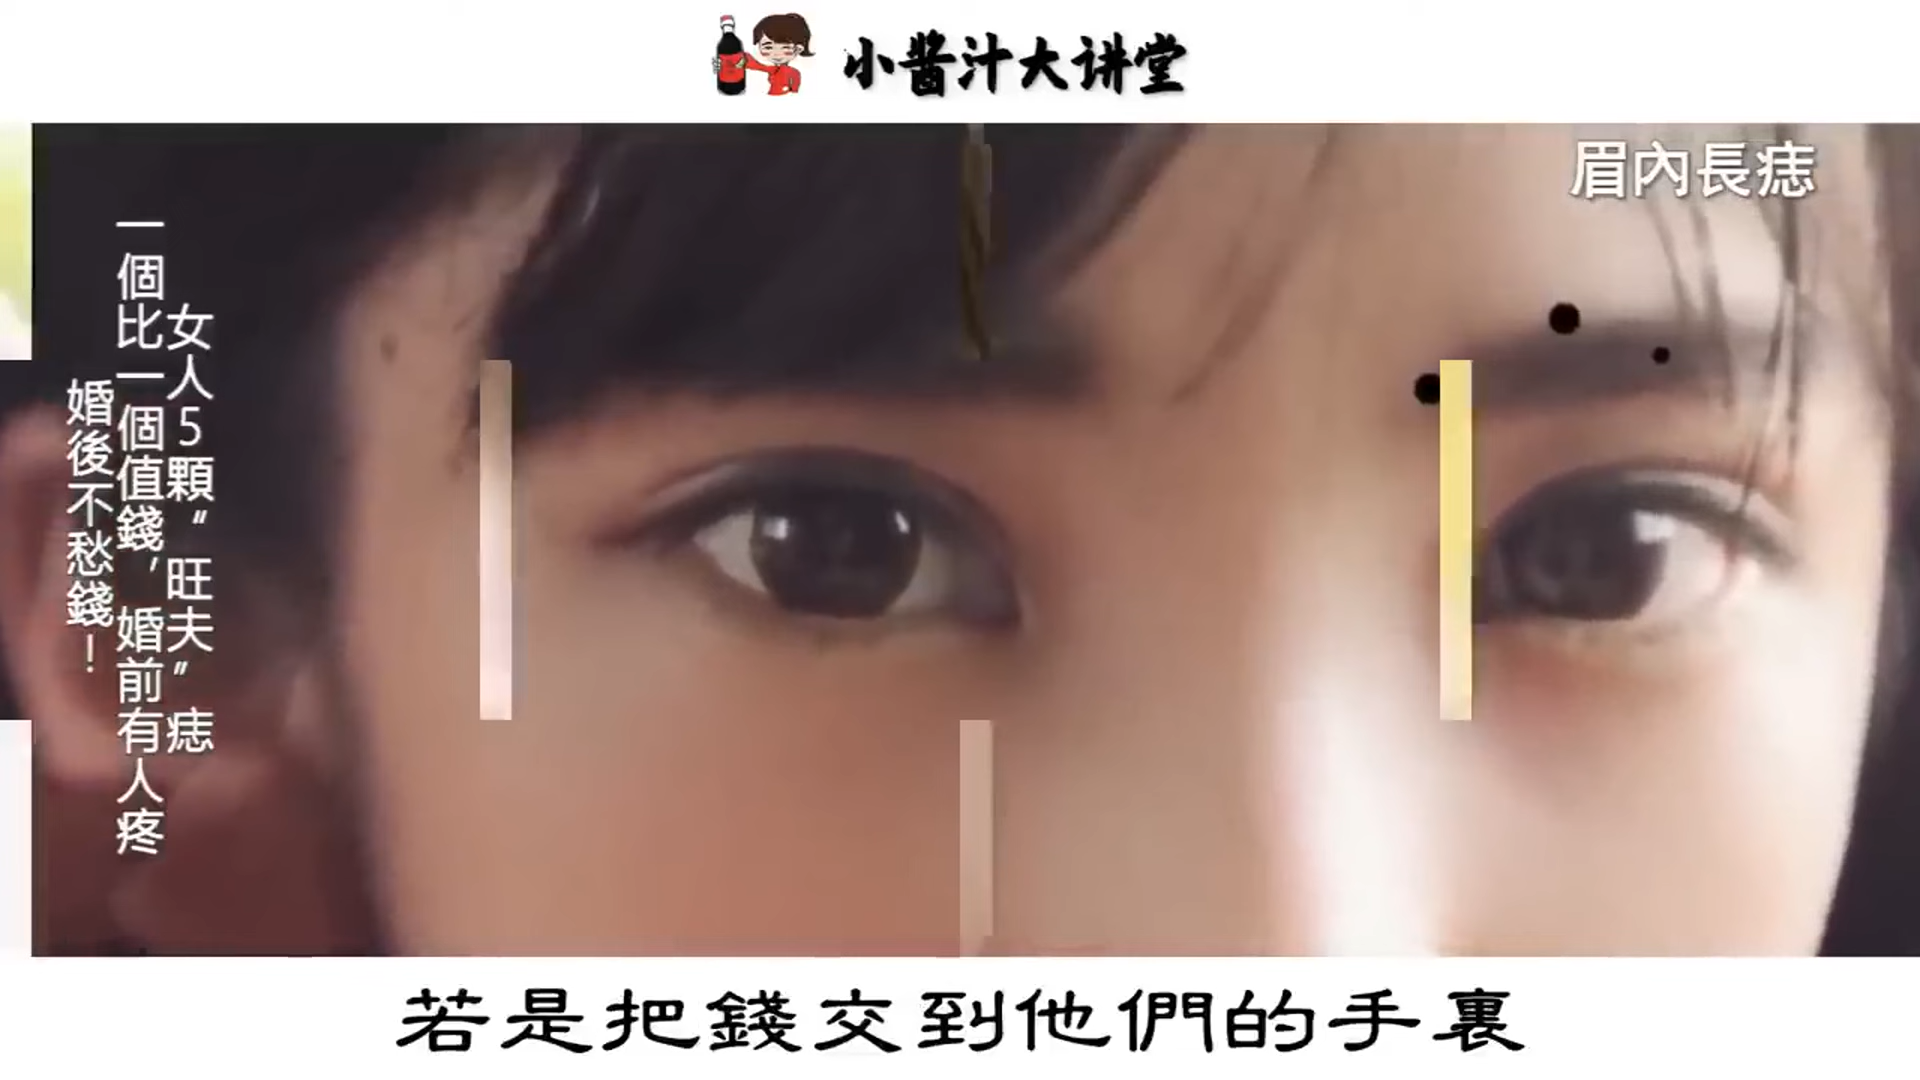 小酱汁大讲堂
眉內長痣
女人5顆“旺夫”痣
一個比一個值錢，婚前有人疼
婚後不愁錢！
若是把錢交到他們的手裏